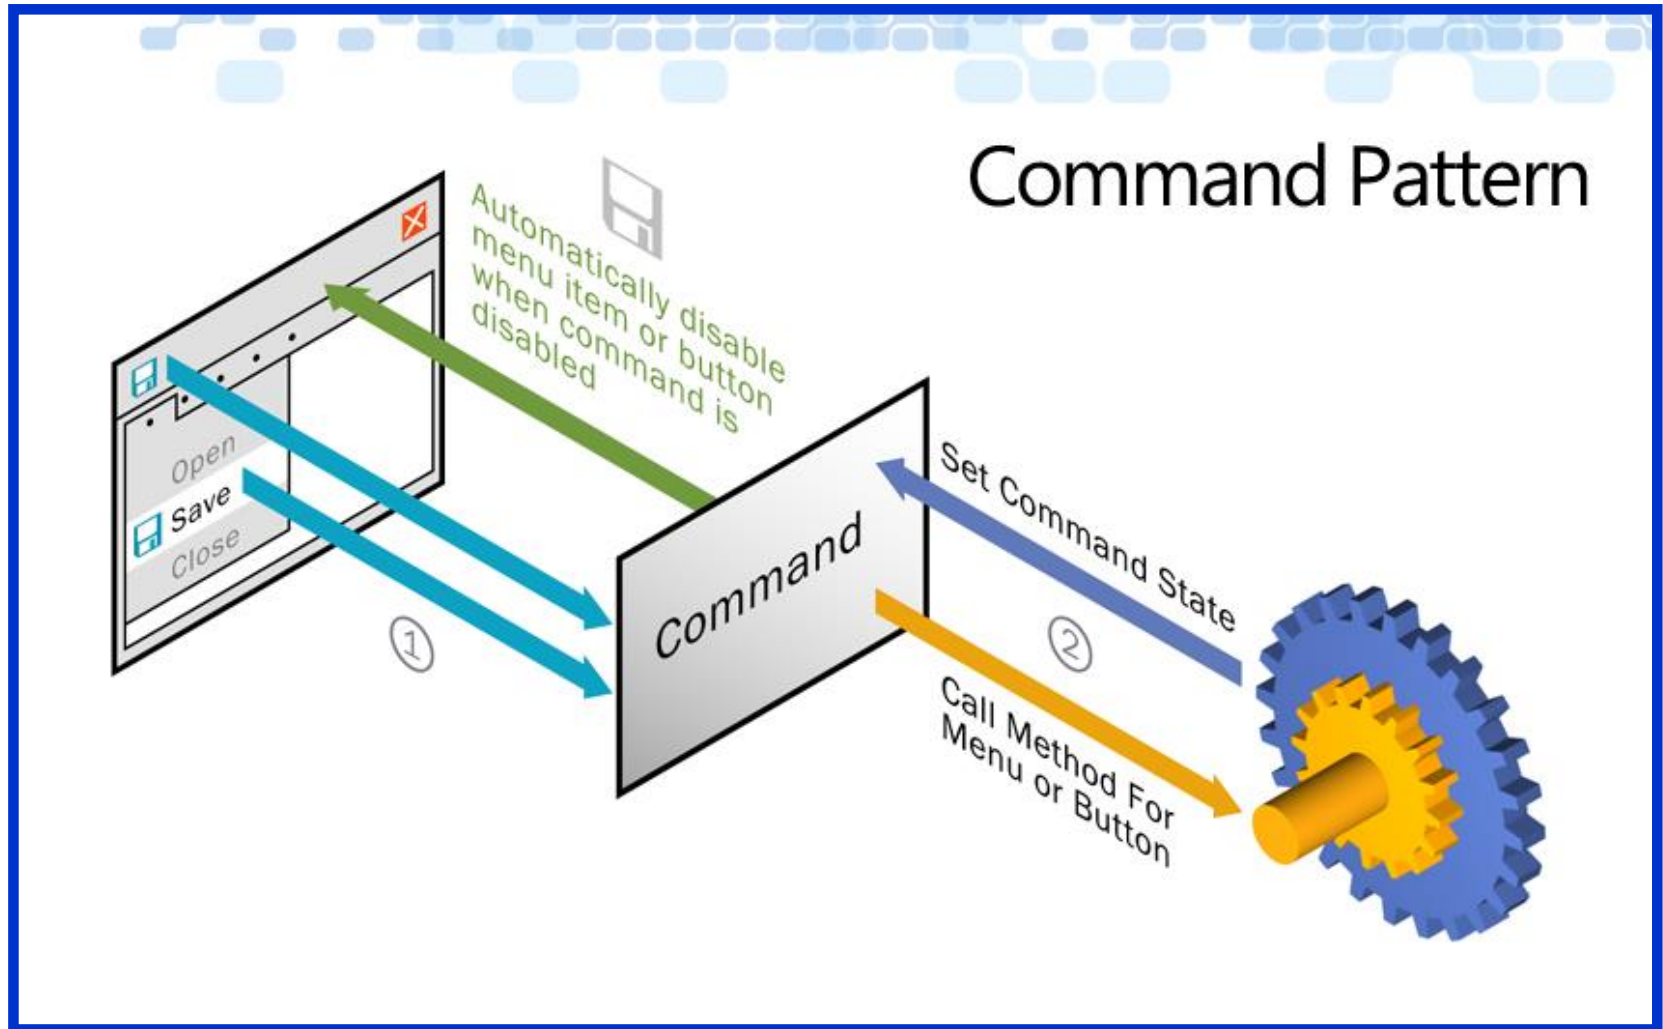 Command Pattern
Automatically disable
menu item or button
when command is
disabled
Open
Save
Close
1
Command
Set Command State
2
Call Method For
Menu or Button